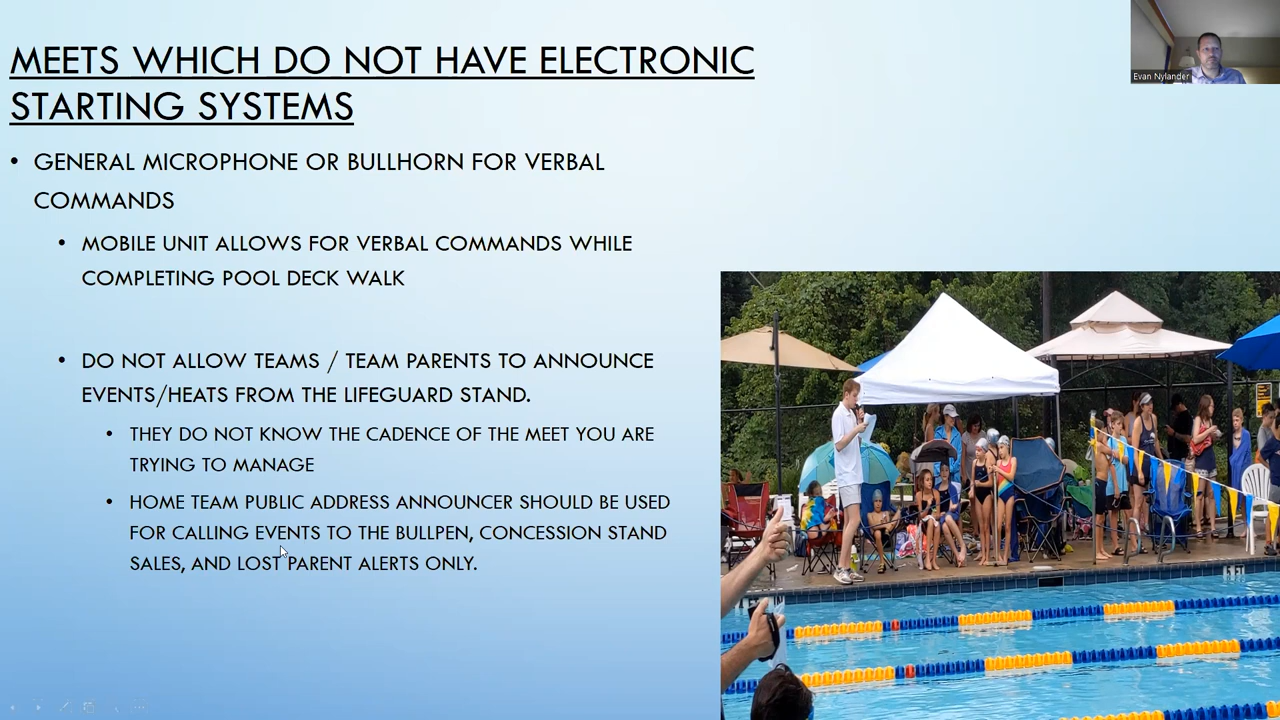 MEETS WHICH DO NOT HAVE ELECTRONIC
STARTING SYSTEMS
• GENERAL MICROPHONE OR BULLHORN FOR VERBAL
COMMANDS
• MOBILE UNIT ALLOWS FOR VERBAL COMMANDS WHILE
COMPLETING POOL DECK WALK
• DO NOT ALLOW TEAMS / TEAM PARENTS TO ANNOUNCE
EVENTS/HEATS FROM THE LIFEGUARD STAND.
• THEY DO NOT KNOW THE CADENCE OF THE MEET YOU ARE
TRYING TO MANAGE
• HOME TEAM PUBLIC ADDRESS ANNOUNCER SHOULD BE USED
FOR CALLING EVENTS TO THE BULLPEN, CONCESSION STAND
SALES, AND LOST PARENT ALERTS ONLY.
Evan Nylander
5 FT